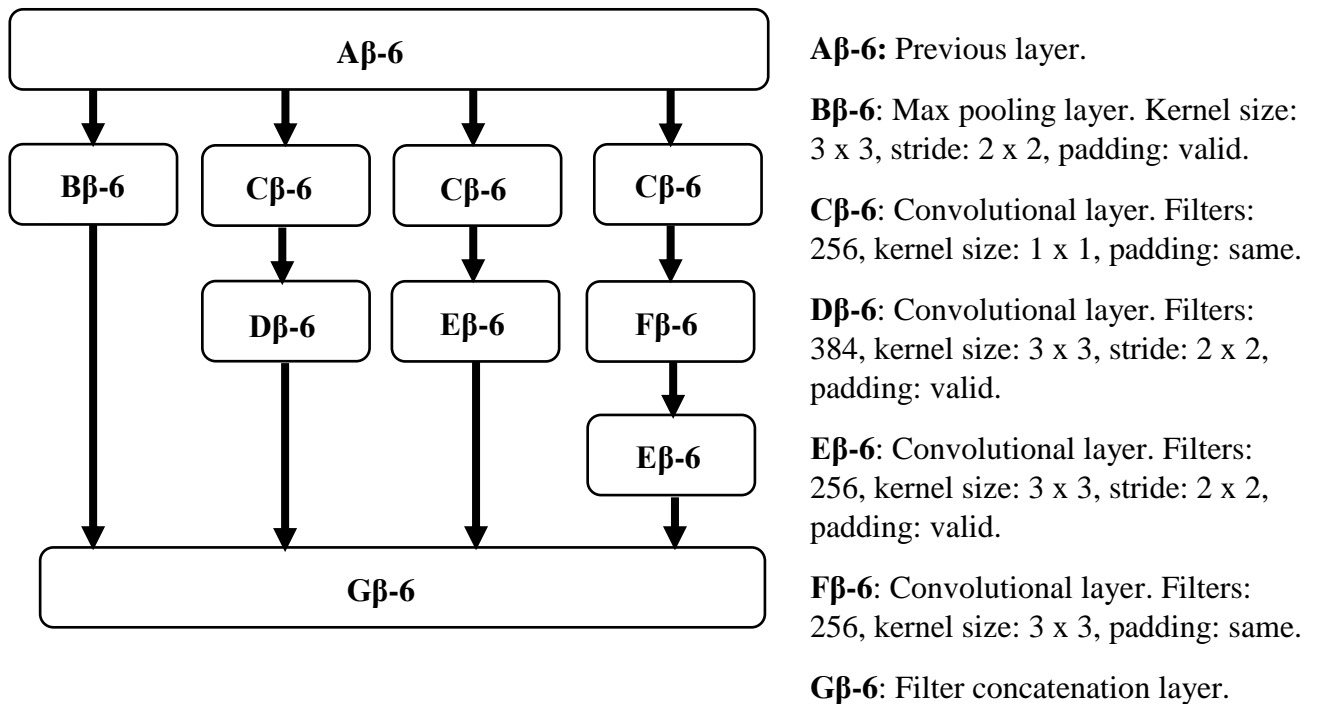 Aβ-6
Bβ-6
Cβ-6
Cβ-6
Cβ-6
Dβ-6
Eβ-6
Fβ-6
Eβ-6
Gβ-6
Aβ-6: Previous layer.
Bβ-6: Max pooling layer. Kernel size:
3 x 3, stride: 2 x 2, padding: valid.
Cβ-6: Convolutional layer. Filters:
256, kernel size: 1 x 1, padding: same.
Dβ-6: Convolutional layer. Filters:
384, kernel size: 3 x 3, stride: 2 x 2,
padding: valid.
Eβ-6: Convolutional layer. Filters:
256, kernel size: 3 x 3, stride: 2 x 2,
padding: valid.
Fβ-6: Convolutional layer. Filters:
256, kernel size: 3 x 3, padding: same.
Gβ-6: Filter concatenation layer.